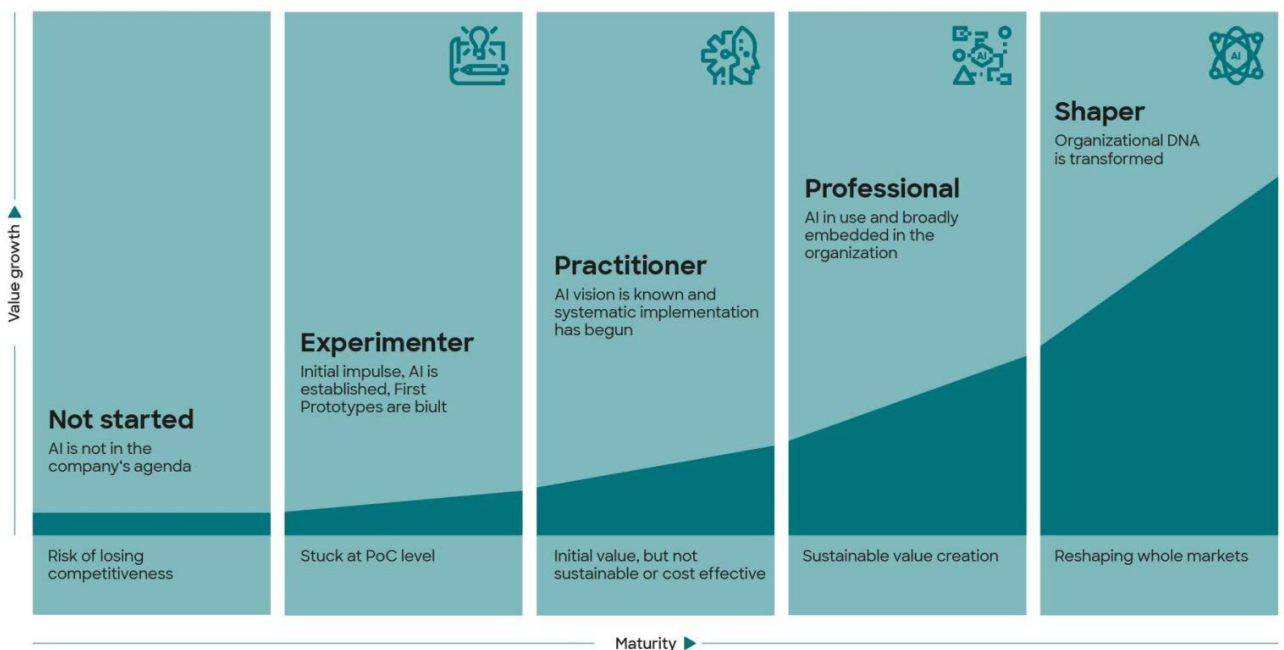 Value growth
Not started
AI is not in the
company's agenda
Risk of losing
competitiveness
Experimenter
Initial impulse, AI is
established, First
Prototypes are biult
Stuck at PoC level
Practitioner
AI vision is known and
systematic implementation
has begun
Initial value, but not
sustainable or cost effective
AI
Professional
AI in use and broadly
embedded in the
organization
Sustainable value creation
AI
Shaper
Organizational DNA
is transformed
Reshaping whole markets
Maturity